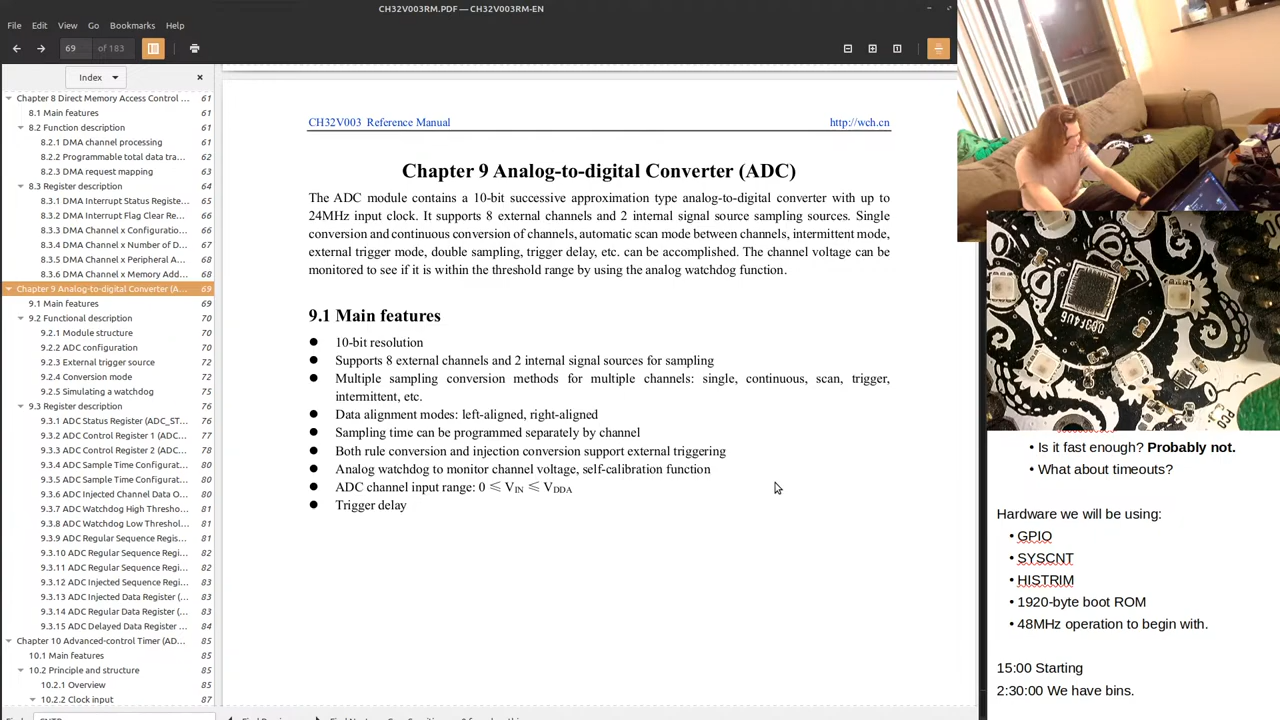 CH32V003RM.PDF — CH32V003RM-EN
File Edit View Go Bookmarks Help
69 of 183
Index
Chapter 8 Direct Memory Access Control ... 61
8.1 Main features 61
8.2 Function description 61
8.2.1 DMA channel processing 61
8.2.2 Programmable total data tra... 62
8.2.3 DMA request mapping 63
8.3 Register description 64
8.3.1 DMA Interrupt Status Registe... 65
8.3.2 DMA Interrupt Flag Clear Re... 66
8.3.3 DMA Channel x Configuratio... 66
8.3.4 DMA Channel x Number of D... 67
8.3.5 DMA Channel x Peripheral A... 68
8.3.6 DMA Channel x Memory Add... 68
Chapter 9 Analog-to-digital Converter (A... 69
9.1 Main features 69
9.2 Functional description 70
9.2.1 Module structure 70
9.2.2 ADC configuration 70
9.2.3 External trigger source 72
9.2.4 Conversion mode 72
9.2.5 Simulating a watchdog 75
9.3 Register description 76
9.3.1 ADC Status Register (ADC_ST... 76
9.3.2 ADC Control Register 1 (ADC... 77
9.3.3 ADC Control Register 2 (ADC... 78
9.3.4 ADC Sample Time Configurat... 80
9.3.5 ADC Sample Time Configurat... 80
9.3.6 ADC Injected Channel Data O... 80
9.3.7 ADC Watchdog High Thresho... 81
9.3.8 ADC Watchdog Low Threshol... 81
9.3.9 ADC Regular Sequence Regis... 81
9.3.10 ADC Regular Sequence Regi... 82
9.3.11 ADC Regular Sequence Regi... 82
9.3.12 ADC Injected Sequence Regi... 83
9.3.13 ADC Injected Data Register (... 83
9.3.14 ADC Regular Data Register (... 83
9.3.15 ADC Delayed Data Register ... 84
Chapter 10 Advanced-control Timer (AD... 85
10.1 Main features 85
10.2 Principle and structure 85
10.2.1 Overview 85
10.2.2 Clock input 87
CH32V003 Reference Manual http://wch.cn
Chapter 9 Analog-to-digital Converter (ADC)
The ADC module contains a 10-bit successive approximation type analog-to-digital converter with up to
24MHz input clock. It supports 8 external channels and 2 internal signal source sampling sources. Single
conversion and continuous conversion of channels, automatic scan mode between channels, intermittent mode,
external trigger mode, double sampling, trigger delay, etc. can be accomplished. The channel voltage can be
monitored to see if it is within the threshold range by using the analog watchdog function.
9.1 Main features
● 10-bit resolution
● Supports 8 external channels and 2 internal signal sources for sampling
● Multiple sampling conversion methods for multiple channels: single, continuous, scan, trigger,
intermittent, etc.
● Data alignment modes: left-aligned, right-aligned
● Sampling time can be programmed separately by channel
● Both rule conversion and injection conversion support external triggering
● Analog watchdog to monitor channel voltage, self-calibration function
● ADC channel input range: 0 ≤ VIN ≤ VDDA
● Trigger delay
• Is it fast enough? Probably not.
• What about timeouts?
Hardware we will be using:
• GPIO
• SYSCNT
• HISTRIM
• 1920-byte boot ROM
• 48MHz operation to begin with.
15:00 Starting
2:30:00 We have bins.